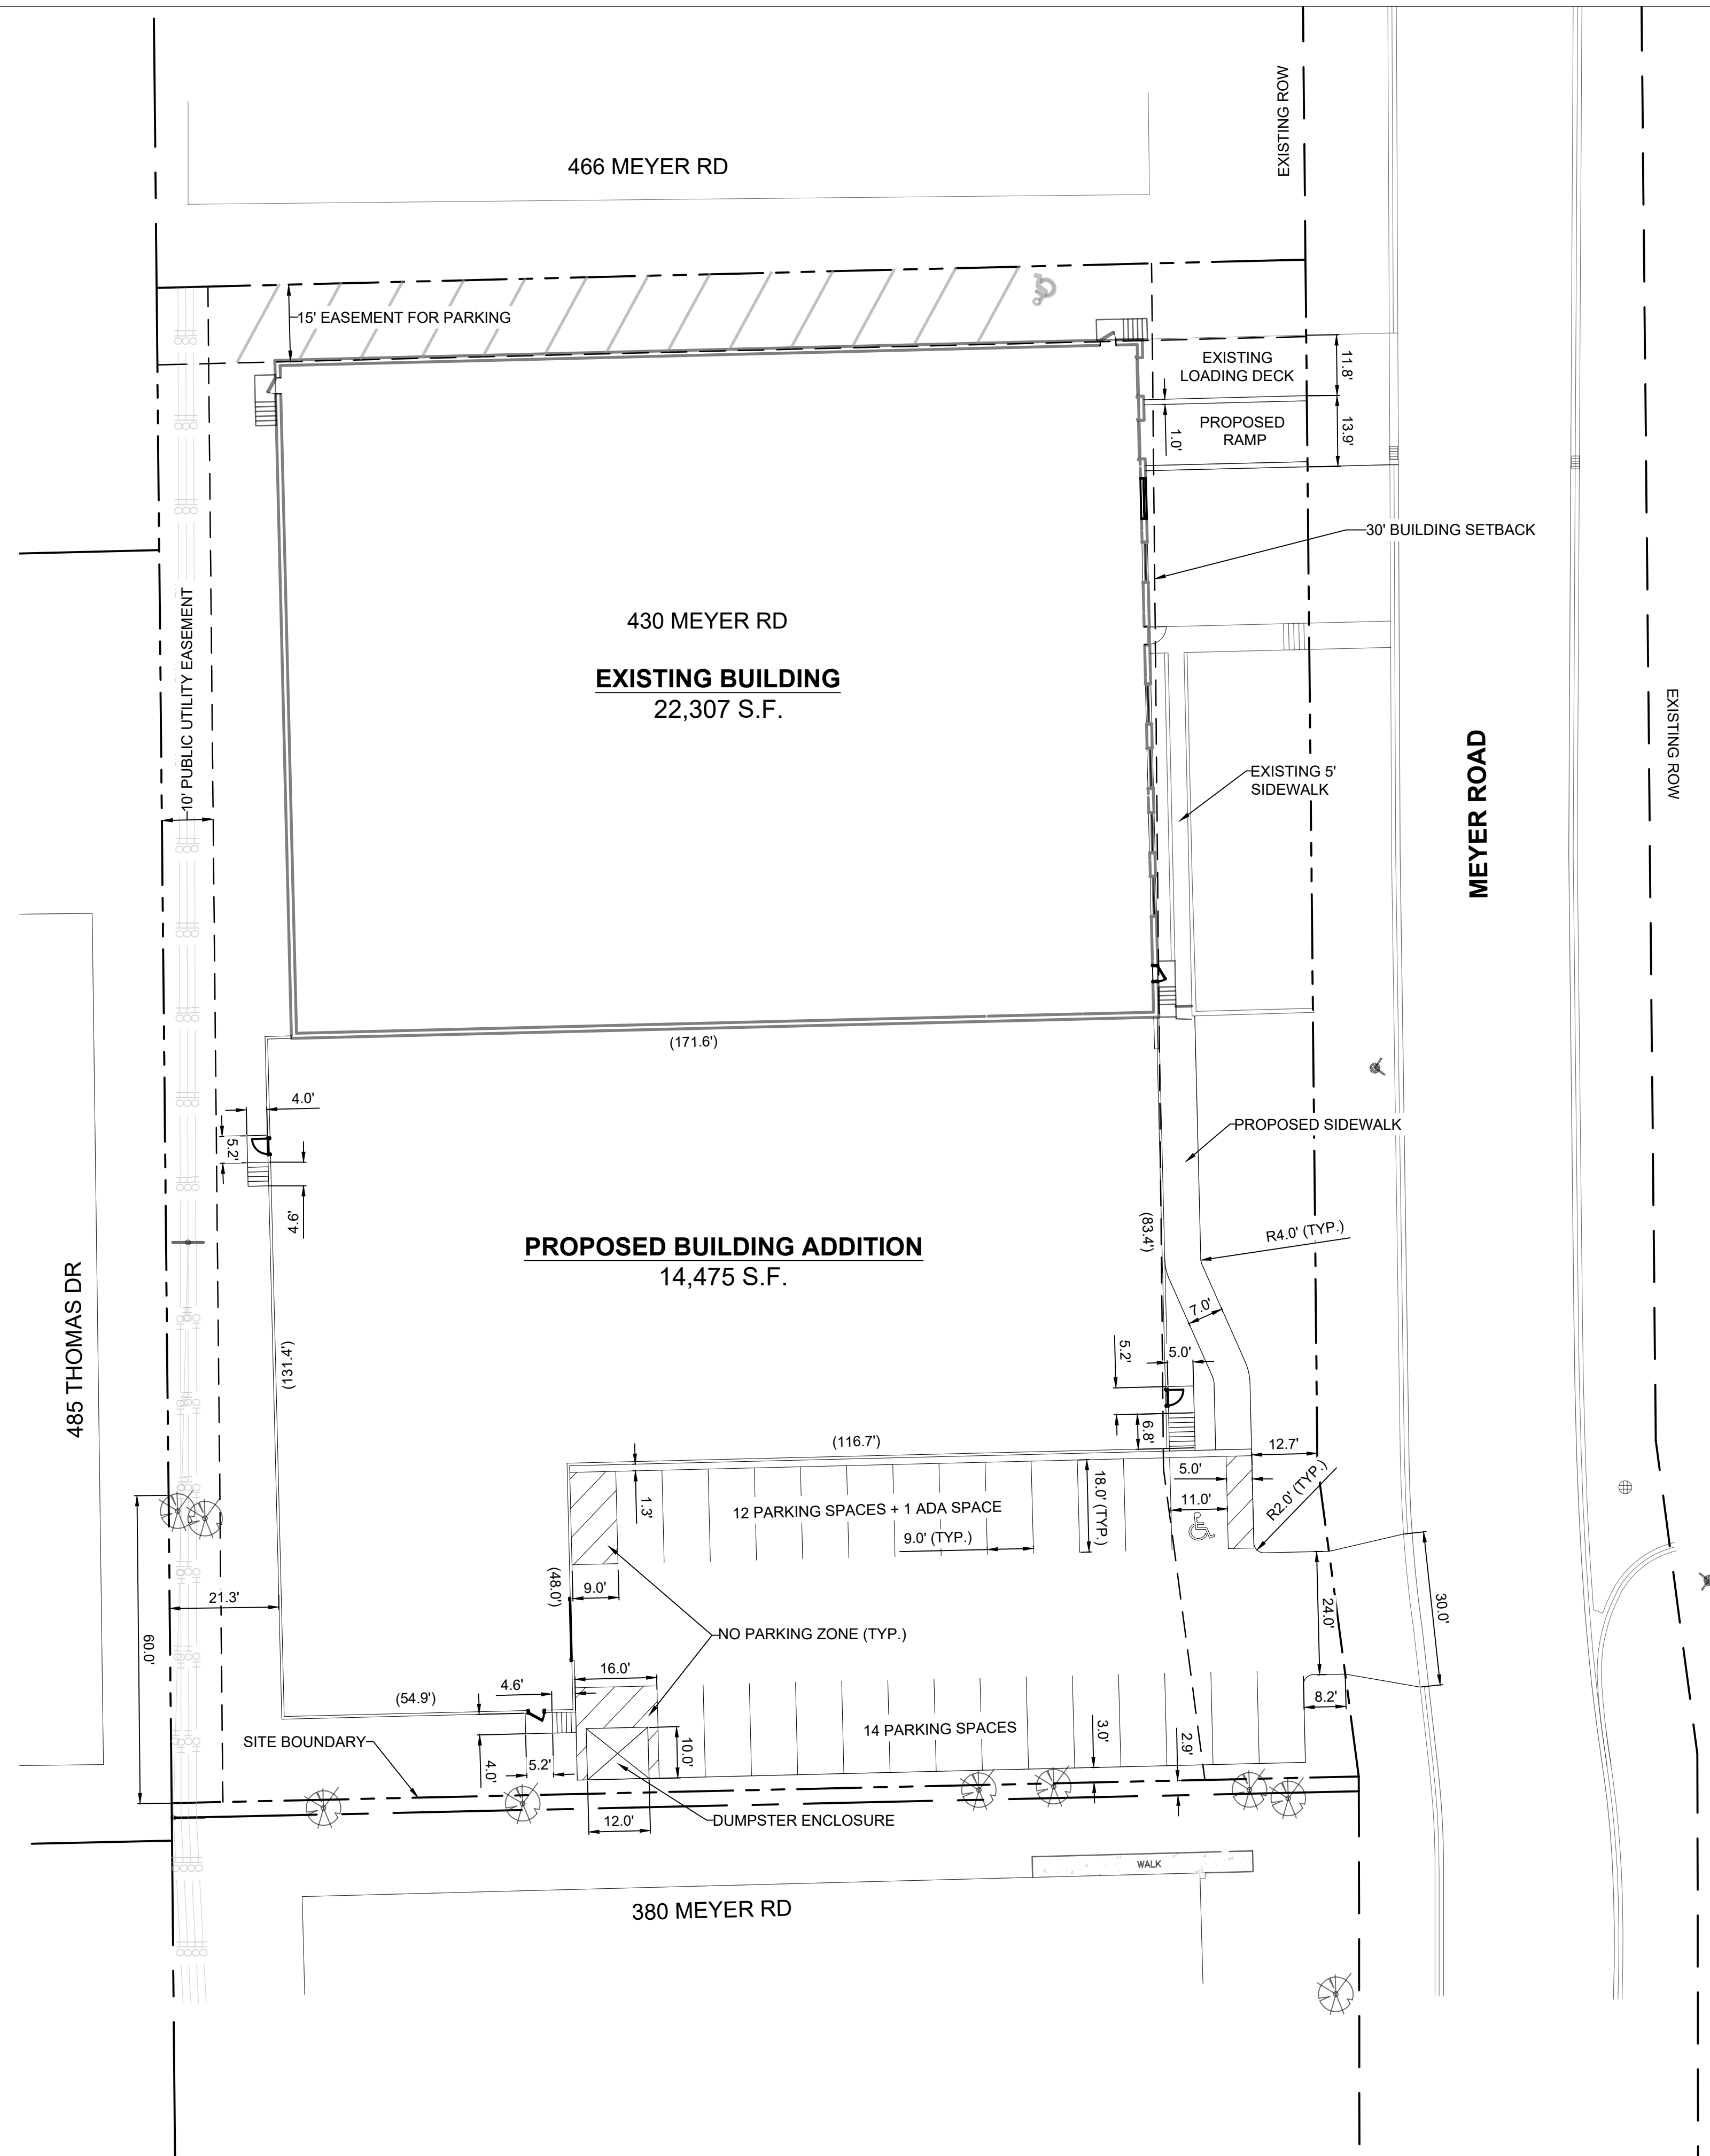 EXISTING ROW
466 MEYER RD
15' EASEMENT FOR PARKING
EXISTING
LOADING DECK
11.8'
PROPOSED
RAMP
1.0'
13.9'
30' BUILDING SETBACK
10' PUBLIC UTILITY EASEMENT
430 MEYER RD
EXISTING BUILDING
22,307 S.F.
EXISTING ROW
MEYER ROAD
EXISTING 5'
SIDEWALK
(171.6')
4.0'
5.2'
4.6'
PROPOSED SIDEWALK
(83.4')
R4.0' (TYP.)
PROPOSED BUILDING ADDITION
14,475 S.F.
7.0'
485 THOMAS DR
(131.4')
5.2'
5.0'
6.8'
(116.7')
12.7'
1.3'
12 PARKING SPACES + 1 ADA SPACE
9.0' (TYP.)
18.0' (TYP.)
5.0'
11.0'
R2.0' (TYP.)
(48.0')
9.0'
21.3'
60.0'
24.0'
30.0'
NO PARKING ZONE (TYP.)
16.0'
4.6'
(54.9')
8.2'
14 PARKING SPACES
3.0'
2.9'
SITE BOUNDARY
4.0'
5.2'
10.0'
12.0'
DUMPSTER ENCLOSURE
WALK
380 MEYER RD